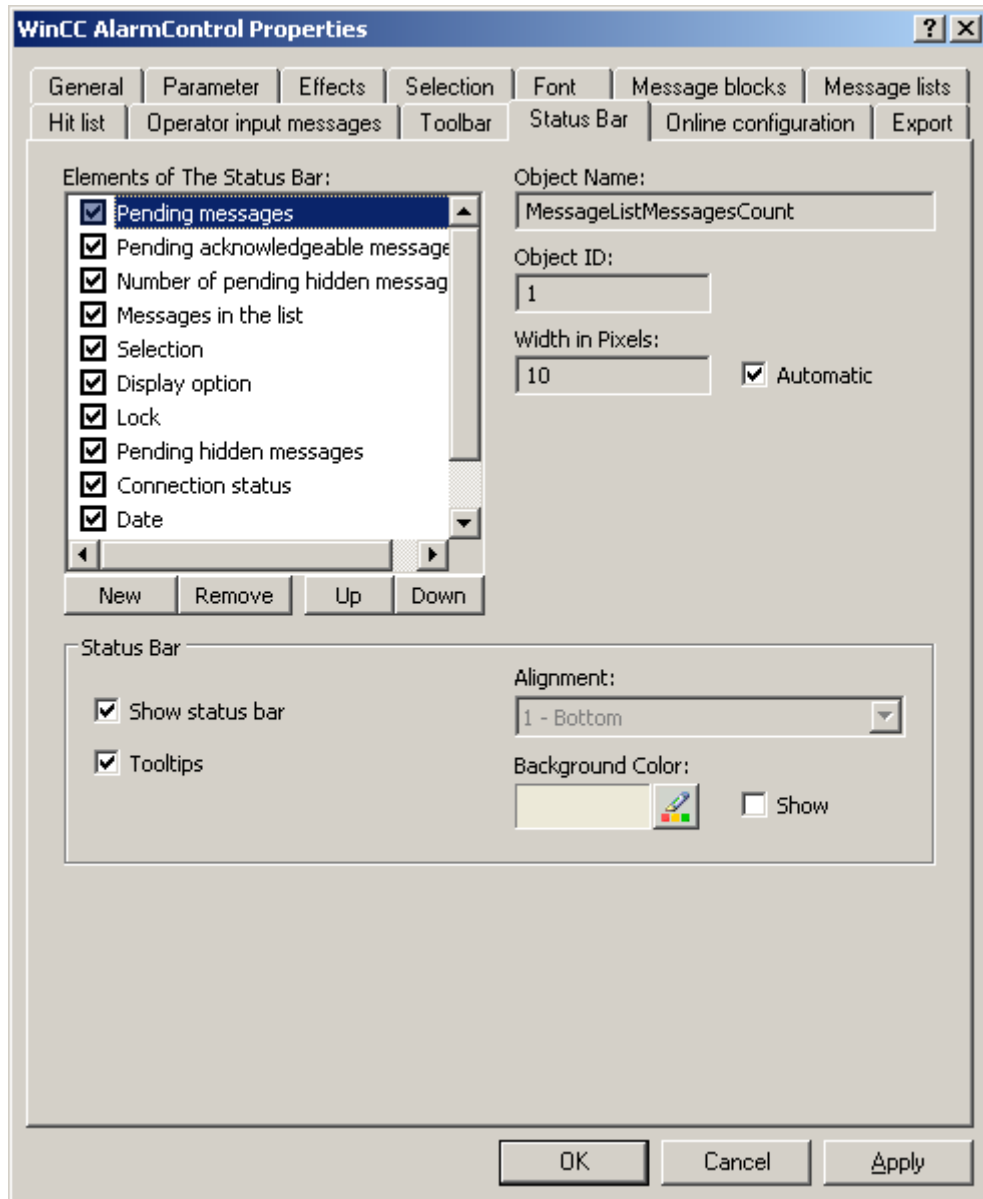 WinCC AlarmControl Properties
General Parameter Effects Selection Font Message blocks Message lists
Hit list Operator input messages Toolbar Status Bar Online configuration Export
Elements of The Status Bar:
Pending messages
Pending acknowledgeable message
Number of pending hidden messag
Messages in the list
Selection
Display option
Lock
Pending hidden messages
Connection status
Date
New Remove Up Down
Object Name:
MessageListMessagesCount
Object ID:
1
Width in Pixels:
10 Automatic
Status Bar
Show status bar
Tooltips
Alignment:
1 - Bottom
Background Color:
Show
OK Cancel Apply